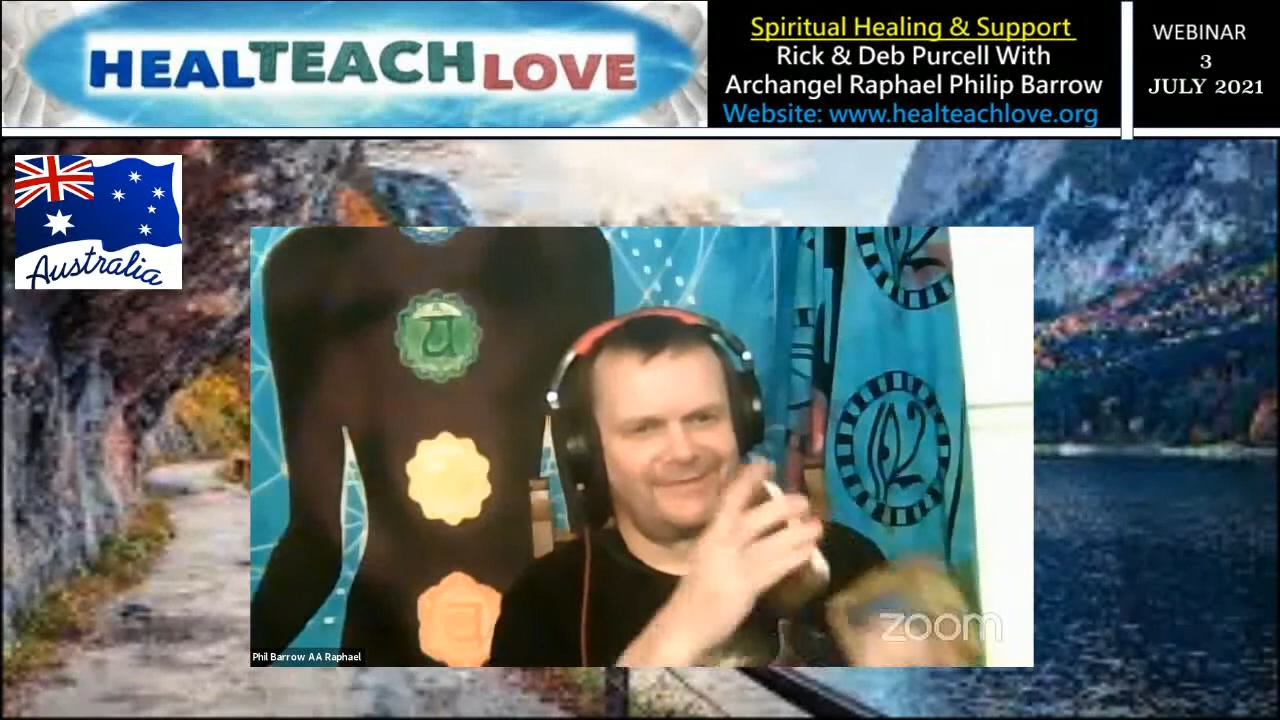 HEALTEACHLOVE
Spiritual Healing & Support
Rick & Deb Purcell With
Archangel Raphael Philip Barrow
Website: www.healteachlove.org
WEBINAR
3
JULY 2021
Australia
zoom
Phil Barrow AA Raphael